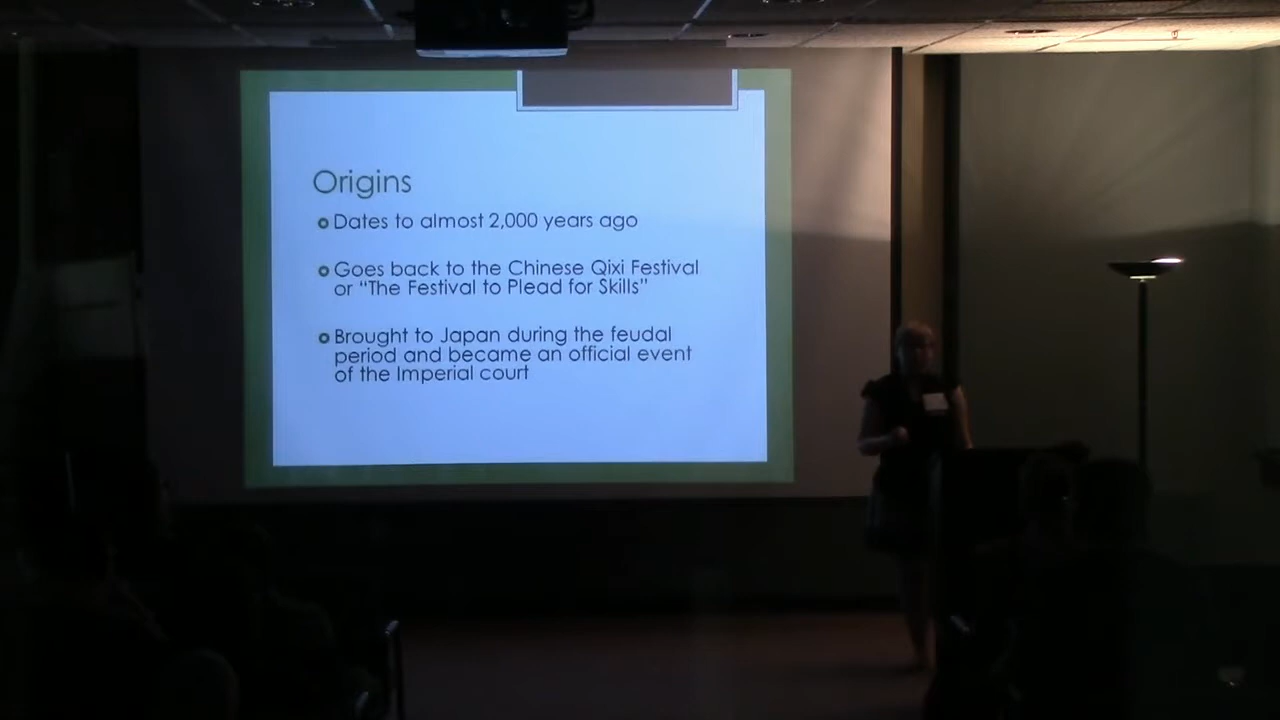 Origins
Dates to almost 2,000 years ago
Goes back to the Chinese Qixi Festival
or “The Festival to Plead for Skills”
Brought to Japan during the feudal
period and became an official event
of the Imperial court